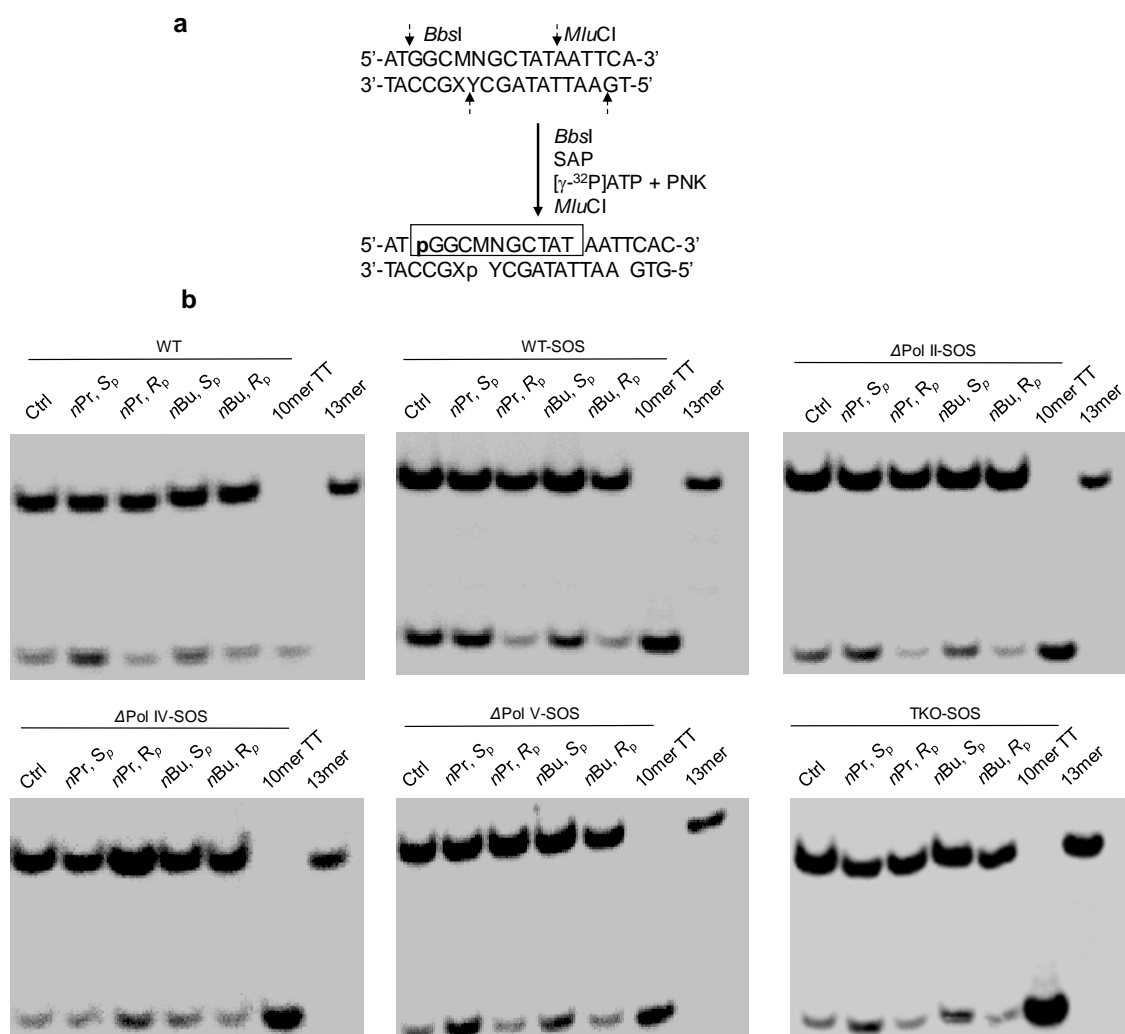 a
BbsI MluCI
5’-ATGGCMNGCTATAATTCA-3’
3’-TACCGXYCGATATTAAGT-5’
BbsI
SAP
[γ-³²P]ATP + PNK
MluCI
5’-AT pGGCMNGCTAT AATTCAC-3’
3’-TACCGXp YCGATATTAA GTG-5’
b
WT
Ctrl nPr, Sp nPr, Rp nBu, Sp nBu, Rp 10mer TT 13mer
WT-SOS
Ctrl nPr, Sp nPr, Rp nBu, Sp nBu, Rp 10mer TT 13mer
ΔPol II-SOS
Ctrl nPr, Sp nPr, Rp nBu, Sp nBu, Rp 10mer TT 13mer
ΔPol IV-SOS
Ctrl nPr, Sp nPr, Rp nBu, Sp nBu, Rp 10mer TT 13mer
ΔPol V-SOS
Ctrl nPr, Sp nPr, Rp nBu, Sp nBu, Rp 10mer TT 13mer
TKO-SOS
Ctrl nPr, Sp nPr, Rp nBu, Sp nBu, Rp 10mer TT 13mer